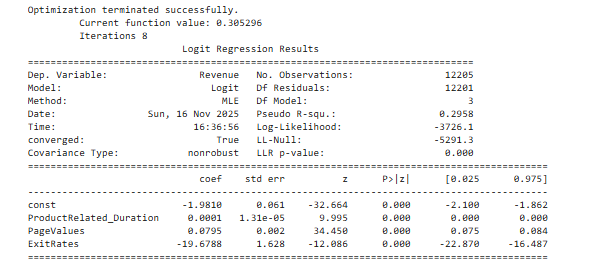 Optimization terminated successfully.
         Current function value: 0.305296
         Iterations 8
                           Logit Regression Results
==============================================================================
Dep. Variable:                Revenue   No. Observations:                12205
Model:                          Logit   Df Residuals:                    12201
Method:                           MLE   Df Model:                            3
Date:                Sun, 16 Nov 2025   Pseudo R-squ.:                  0.2958
Time:                        16:36:56   Log-Likelihood:                -3726.1
converged:                       True   LL-Null:                       -5291.3
Covariance Type:            nonrobust   LLR p-value:                     0.000
==========================================================================================
                             coef    std err          z      P>|z|      [0.025      0.975]
------------------------------------------------------------------------------------------
const                     -1.9810      0.061    -32.664      0.000      -2.100      -1.862
ProductRelated_Duration    0.0001   1.31e-05      9.995      0.000       0.000       0.000
PageValues                 0.0795      0.002     34.450      0.000       0.075       0.084
ExitRates                -19.6788      1.628    -12.086      0.000     -22.870     -16.487
==========================================================================================